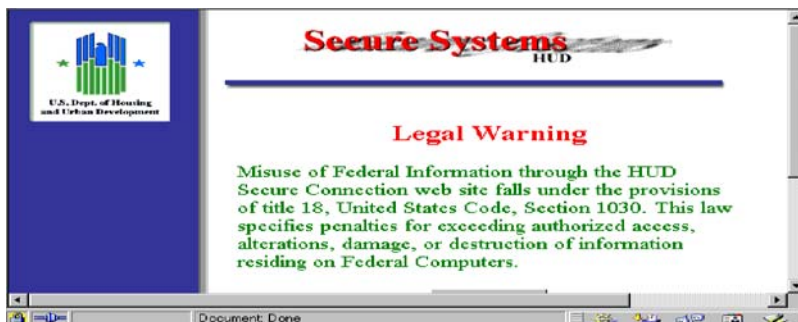 U.S. Dept. of Housing
and Urban Development
Secure Systems
HUD
Legal Warning
Misuse of Federal Information through the HUD
Secure Connection web site falls under the provisions
of title 18, United States Code, Section 1030. This law
specifies penalties for exceeding authorized access,
alterations, damage, or destruction of information
residing on Federal Computers.
Document: Done